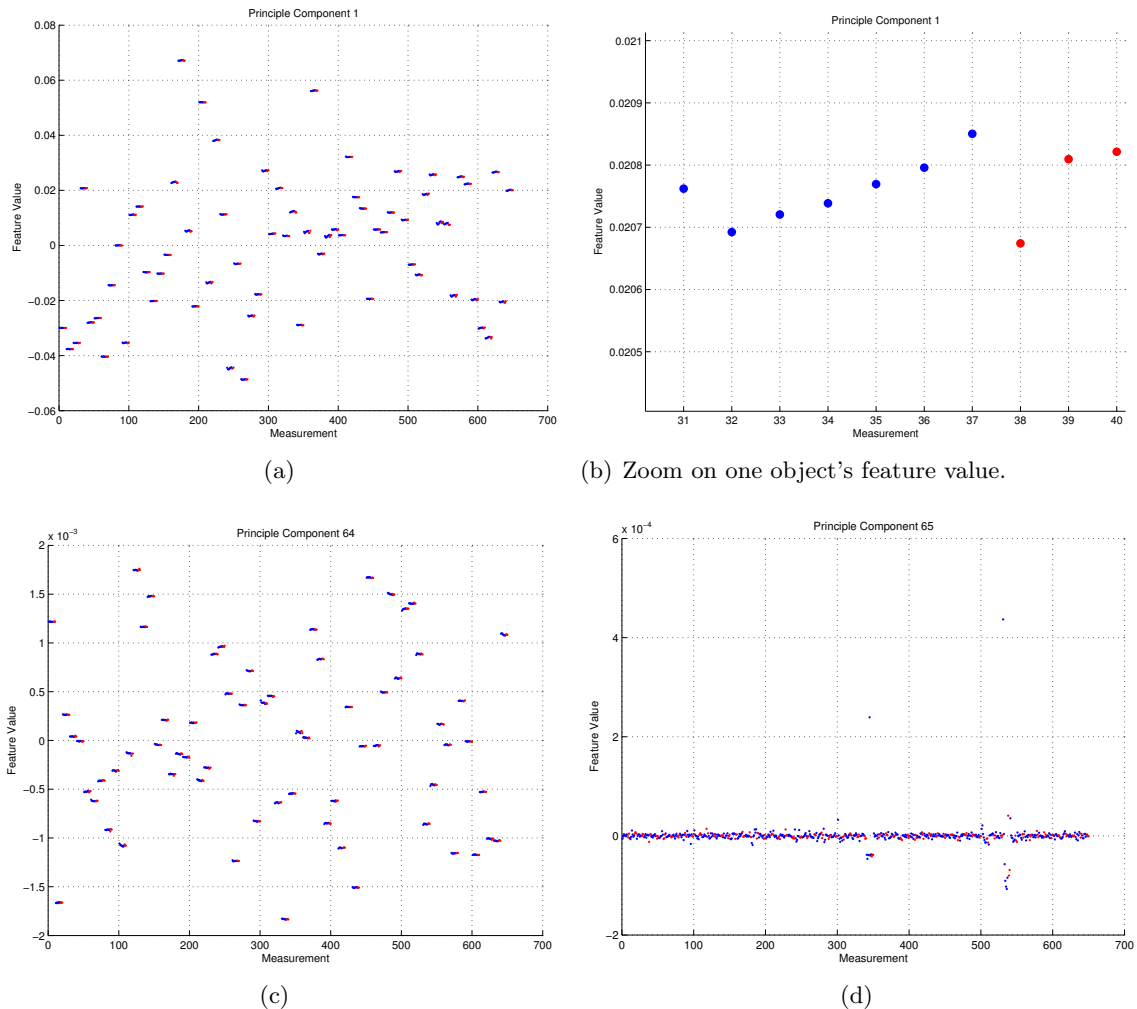 Principle Component 1
0.08
0.06
0.04
0.02
0
−0.02
−0.04
−0.06
0 100 200 300 400 500 600 700
Feature Value
Measurement
(a)
Principle Component 1
0.021
0.0209
0.0208
0.0207
0.0206
0.0205
31 32 33 34 35 36 37 38 39 40
Feature Value
Measurement
(b) Zoom on one object's feature value.
x 10⁻³
Principle Component 64
2
1.5
1
0.5
0
−0.5
−1
−1.5
−2
0 100 200 300 400 500 600 700
Feature Value
Measurement
(c)
x 10⁻⁴
Principle Component 65
6
4
2
0
−2
0 100 200 300 400 500 600 700
Feature Value
Measurement
(d)